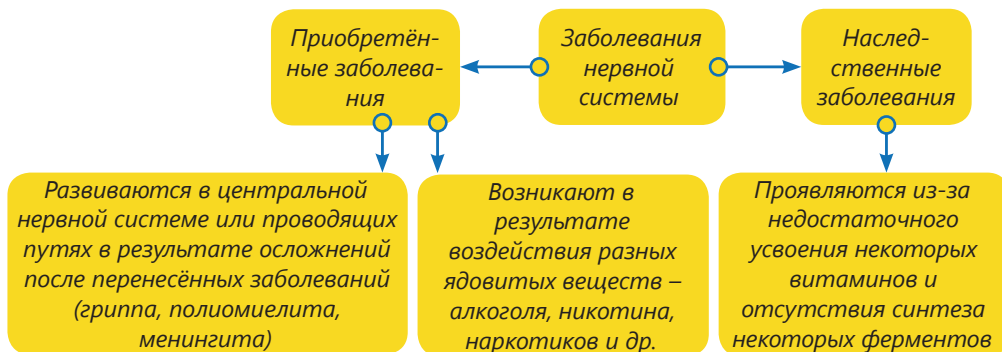 Приобретён-
ные заболева-
ния
Заболевания
нервной
системы
Наслед-
ственные
заболевания
Развиваются в центральной
нервной системе или проводящих
путях в результате осложнений
после перенесённых заболеваний
(гриппа, полиомиелита,
менингита)
Возникают в
результате
воздействия разных
ядовитых веществ –
алкоголя, никотина,
наркотиков и др.
Проявляются из-за
недостаточного
усвоения некоторых
витаминов и
отсутствия синтеза
некоторых ферментов